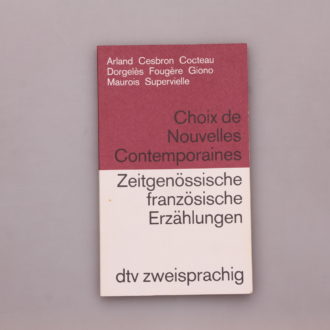 Arland Cesbron Cocteau
Dorgelès Fougère Giono
Maurois Supervielle
Choix de
Nouvelles
Contemporaines
Zeitgenössische
französische
Erzählungen
dtv zweisprachig